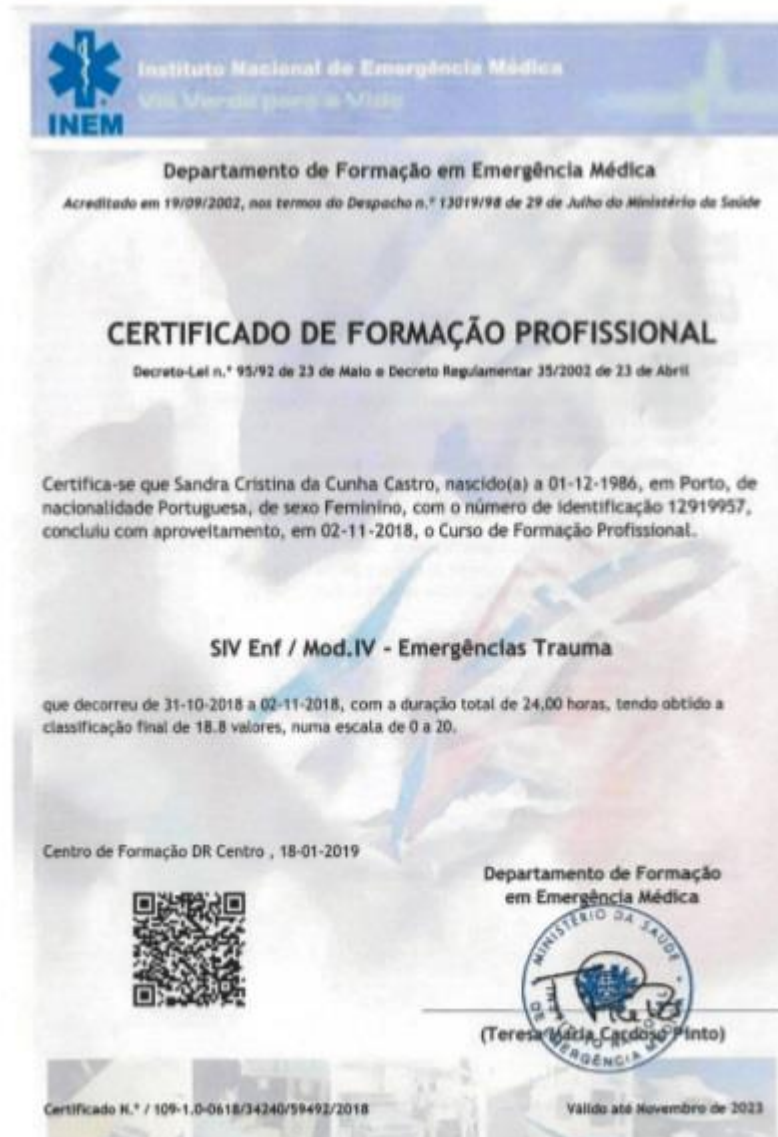 INEM
Instituto Nacional de Emergência Médica
Via Verde para a Vida
Departamento de Formação em Emergência Médica
Acreditado em 19/09/2002, nos termos do Despacho n.º 13019/98 de 29 de Julho do Ministério da Saúde
CERTIFICADO DE FORMAÇÃO PROFISSIONAL
Decreto-Lei n.º 95/92 de 23 de Maio e Decreto Regulamentar 35/2002 de 23 de Abril
Certifica-se que Sandra Cristina da Cunha Castro, nascido(a) a 01-12-1986, em Porto, de
nacionalidade Portuguesa, de sexo Feminino, com o número de identificação 12919957,
concluiu com aproveitamento, em 02-11-2018, o Curso de Formação Profissional.
SIV Enf / Mod.IV - Emergências Trauma
que decorreu de 31-10-2018 a 02-11-2018, com a duração total de 24,00 horas, tendo obtido a
classificação final de 18.8 valores, numa escala de 0 a 20.
Centro de Formação DR Centro , 18-01-2019
Departamento de Formação
em Emergência Médica
MINISTÉRIO DA SAÚDE
(Teresa Maria Cardoso Pinto)
Certificado N.º / 109-1.0-0618/34240/59492/2018
Válido até Novembro de 2023